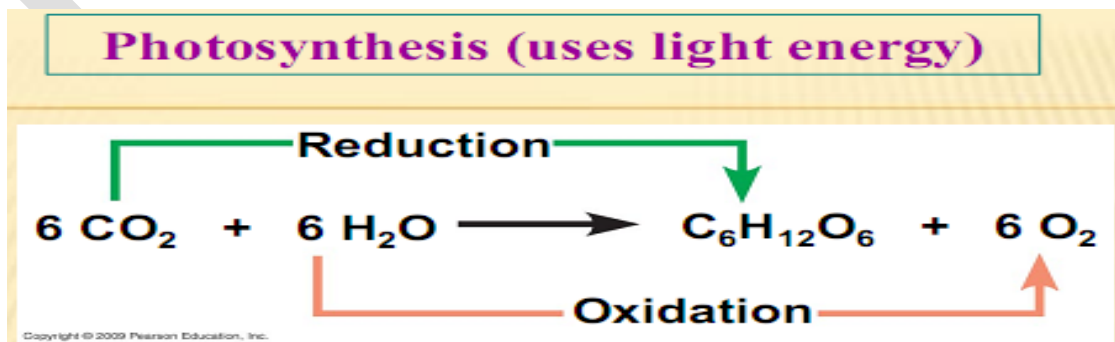 Photosynthesis (uses light energy)
Reduction
6 CO₂ + 6 H₂O → C₆H₁₂O₆ + 6 O₂
Oxidation
Copyright © 2009 Pearson Education, Inc.